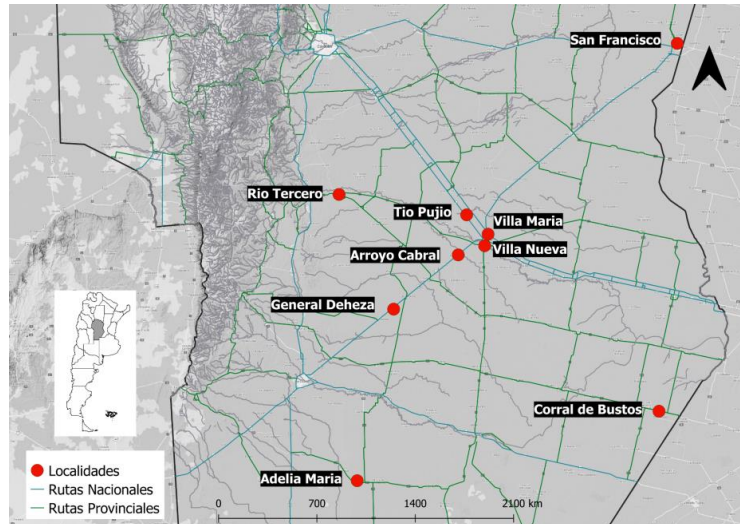 San Francisco
Rio Tercero
Tio Pujio
Villa Maria
Villa Nueva
Arroyo Cabral
General Deheza
Corral de Bustos
Adelia Maria
Localidades
Rutas Nacionales
Rutas Provinciales
0 700 1400 2100 km